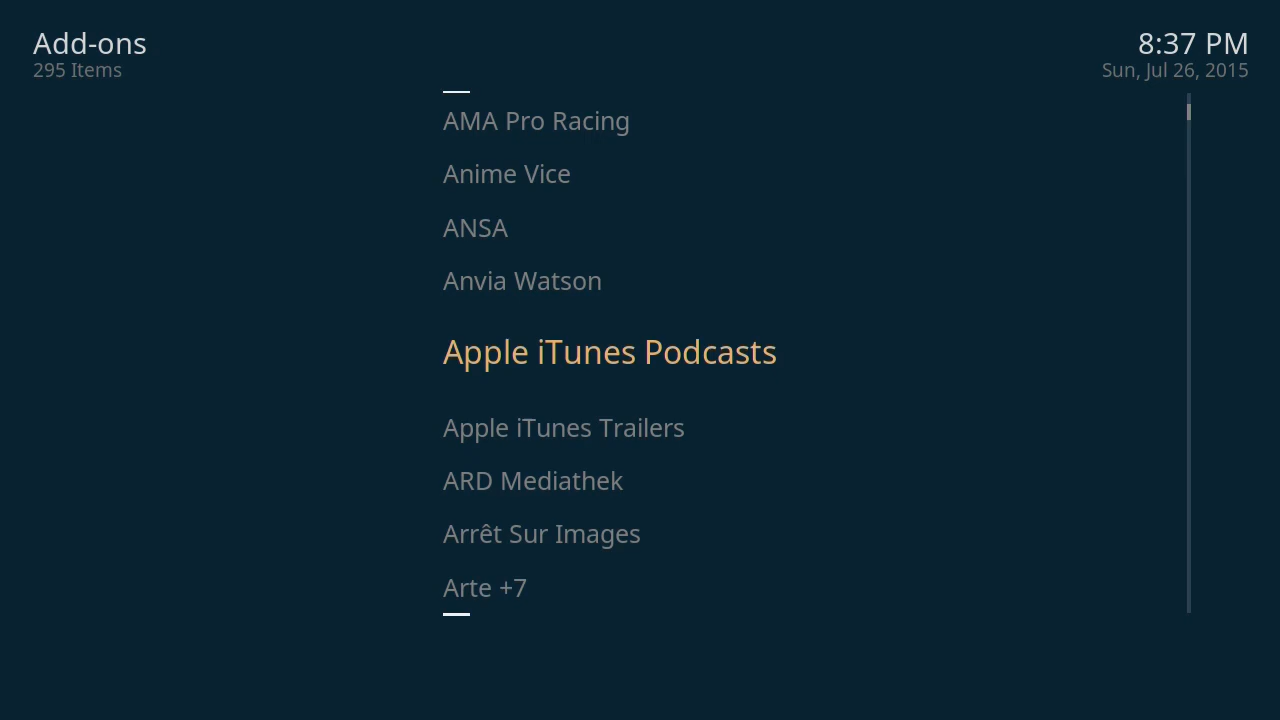 Add-ons
295 Items
8:37 PM
Sun, Jul 26, 2015
AMA Pro Racing
Anime Vice
ANSA
Anvia Watson
Apple iTunes Podcasts
Apple iTunes Trailers
ARD Mediathek
Arrêt Sur Images
Arte +7